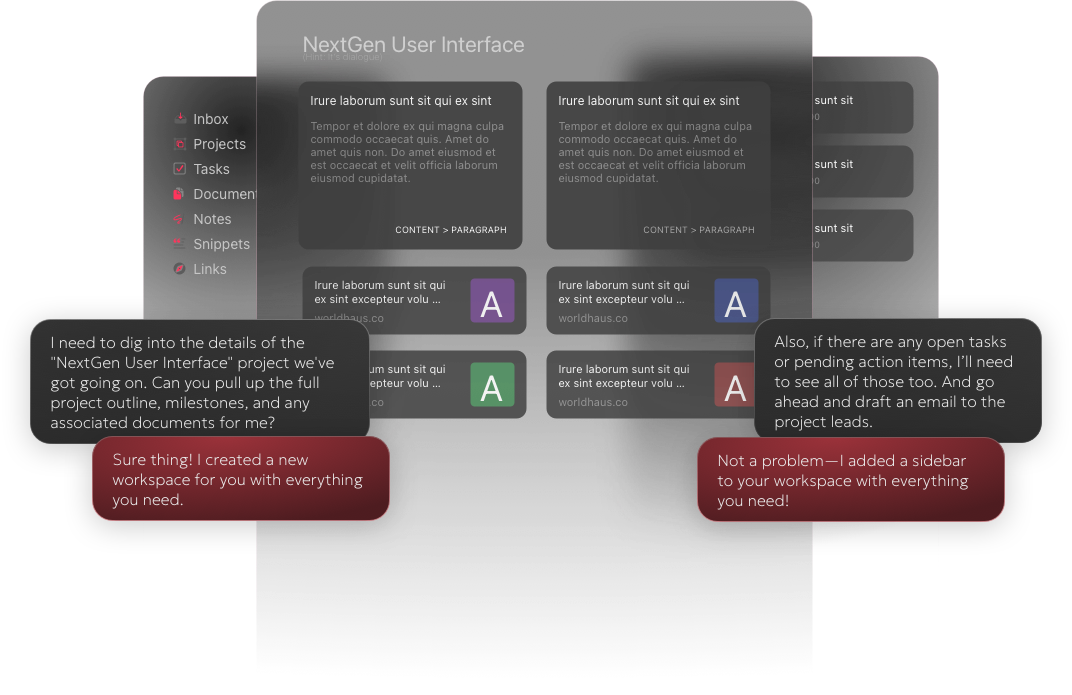 NextGen User Interface
(Hint: it's dialogue)
Inbox
Projects
Tasks
Documen
Notes
Snippets
Links
Irure laborum sunt sit qui ex sint
Tempor et dolore ex qui magna culpa
commodo occaecat quis. Amet do
amet quis non. Do amet eiusmod et
est occaecat et velit officia laborum
eiusmod cupidatat.
CONTENT > PARAGRAPH
Irure laborum sunt sit qui ex sint
Tempor et dolore ex qui magna culpa
commodo occaecat quis. Amet do
amet quis non. Do amet eiusmod et
est occaecat et velit officia laborum
eiusmod cupidatat.
CONTENT > PARAGRAPH
sunt sit
sunt sit
sunt sit
Irure laborum sunt sit qui
ex sint excepteur volu ...
worldhaus.co
A
Irure laborum sunt sit qui
ex sint excepteur volu ...
worldhaus.co
A
um sunt sit qui
cepteur volu ...
.co
A
Irure laborum sunt sit qui
ex sint excepteur volu ...
worldhaus.co
A
I need to dig into the details of the
"NextGen User Interface" project we've
got going on. Can you pull up the full
project outline, milestones, and any
associated documents for me?
Sure thing! I created a new
workspace for you with everything
you need.
Also, if there are any open tasks
or pending action items, I'll need
to see all of those too. And go
ahead and draft an email to the
project leads.
Not a problem—I added a sidebar
to your workspace with everything
you need!